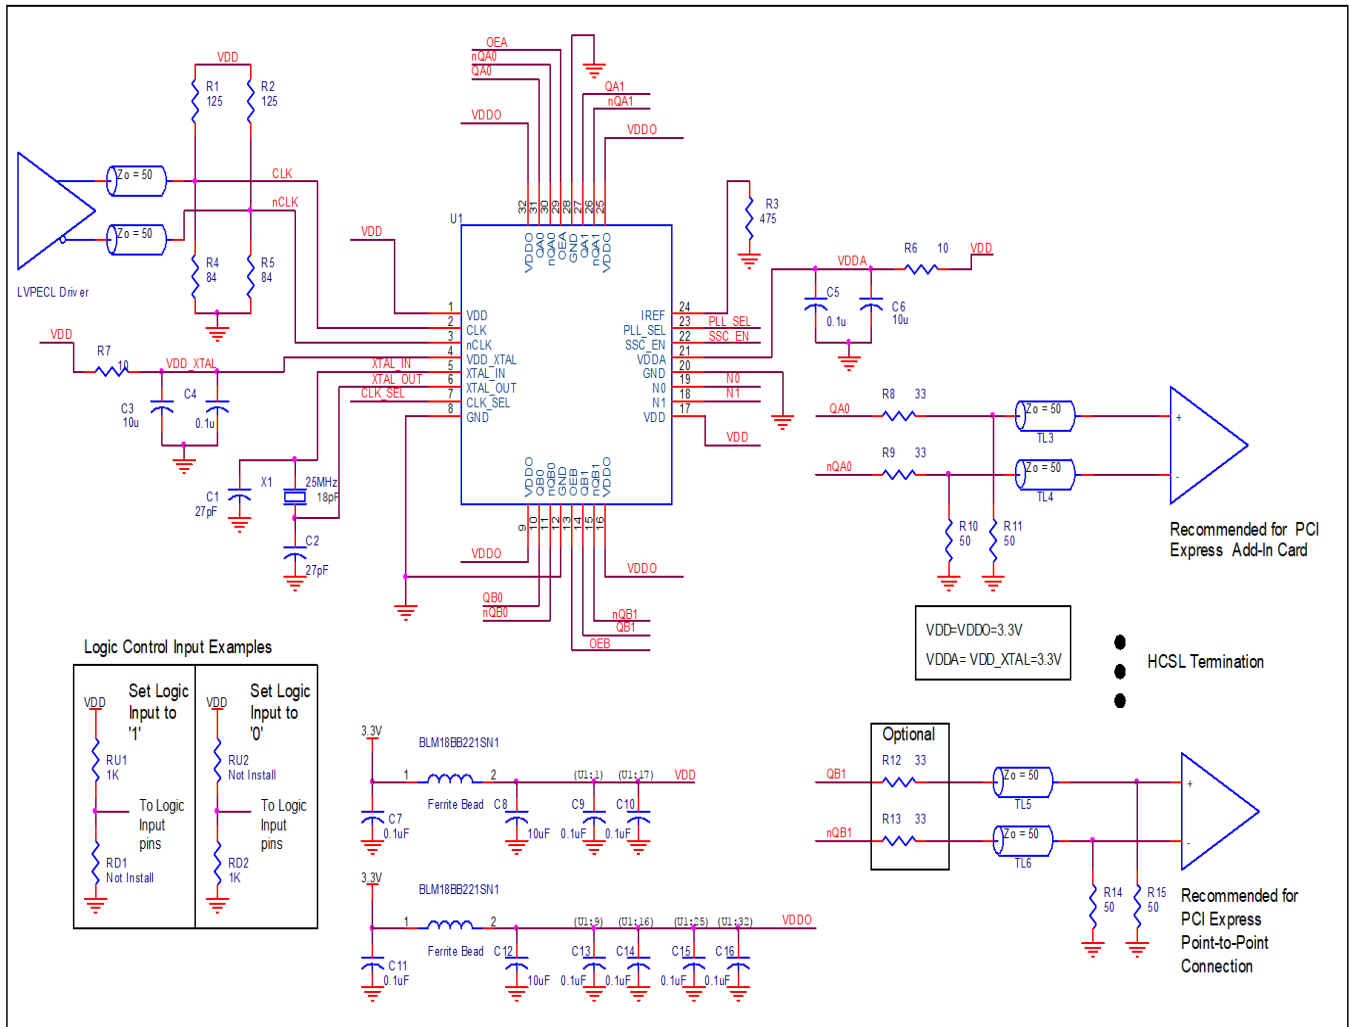 OEA
nQA0
QA0
VDDO
QA1
nQA1
VDDO
VDD
R1
125
R2
125
Zo = 50
CLK
nCLK
Zo = 50
R4
84
R5
84
LVPECL Driver
VDD
R7
10
VDD_XTAL
C3
10u
C4
0.1u
VDD
XTAL_IN
XTAL_OUT
CLK_SEL
C1
27pF
X1
25MHz
18pF
C2
27pF
U1
32
31
30
29
28
27
26
25
VDDO
QA0
nQA0
OEA
GND
QA1
nQA1
VDDO
1 VDD
2 CLK
3 nCLK
4 VDD_XTAL
5 XTAL_IN
6 XTAL_OUT
7 CLK_SEL
8 GND
IREF 24
PLL_SEL 23
SSC_EN 22
VDDA 21
GND 20
N0 19
N1 18
VDD 17
VDDO
QB0
nQB0
GND
OEB
QB1
nQB1
VDDO
9
10
11
12
13
14
15
16
PLL_SEL
SSC_EN
N0
N1
VDD
R3
475
VDDA
R6
10
VDD
C5
0.1u
C6
10u
VDDO
QB0
nQB0
VDDO
nQB1
QB1
OEB
QA0
R8
33
Zo = 50
TL3
+
nQA0
R9
33
Zo = 50
TL4
-
R10
50
R11
50
Recommended for PCI
Express Add-In Card
VDD=VDDO=3.3V
VDDA= VDD_XTAL=3.3V
HCSL Termination
Logic Control Input Examples
Set Logic
Input to
'1'
VDD
RU1
1K
To Logic
Input
pins
RD1
Not Install
Set Logic
Input to
'0'
VDD
RU2
Not Install
To Logic
Input
pins
RD2
1K
3.3V
BLM18BB221SN1
1
2
Ferrite Bead
(U1:1)
(U1:17)
VDD
C7
0.1uF
C8
10uF
C9
0.1uF
C10
0.1uF
3.3V
BLM18BB221SN1
1
2
Ferrite Bead
(U1:9)
(U1:16)
(U1:25)
(U1:32)
VDDO
C11
0.1uF
C12
10uF
C13
0.1uF
C14
0.1uF
C15
0.1uF
C16
0.1uF
Optional
QB1
R12
33
Zo = 50
TL5
+
nQB1
R13
33
Zo = 50
TL6
-
R14
50
R15
50
Recommended for
PCI Express
Point-to-Point
Connection